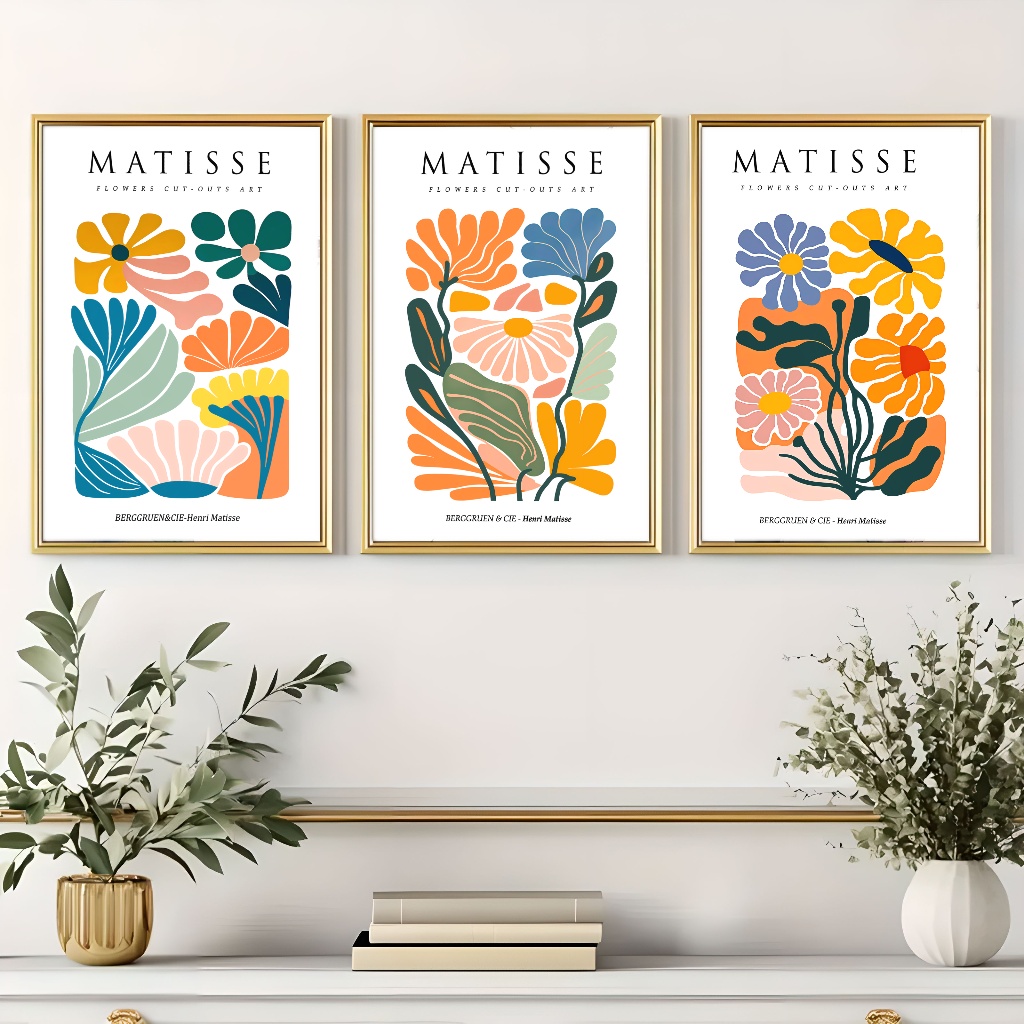 MATISSE
FLOWERS CUT-OUTS ART
BERGGRUEN&CIE-Henri Matisse
MATISSE
FLOWERS CUT-OUTS ART
BERGGRUEN & CIE - Henri Matisse
MATISSE
FLOWERS CUT-OUTS ART
BERGGRUEN & CIE - Henri Matisse